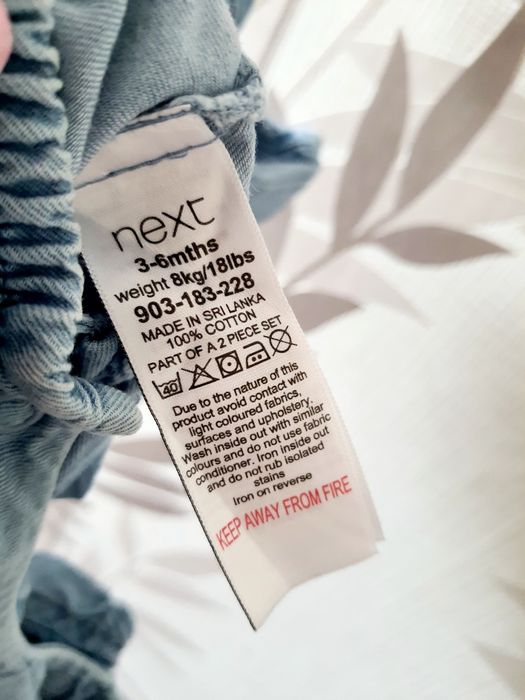 next
3-6mths
weight 8kg/18lbs
903-183-228
MADE IN SRI LANKA
100% COTTON
PART OF A 2 PIECE SET
40
Due to the nature of this
product avoid contact with
light coloured fabrics,
surfaces and upholstery.
Wash inside out with similar
colours and do not use fabric
conditioner. Iron inside out
and do not rub isolated
stains
Iron on reverse
KEEP AWAY FROM FIRE